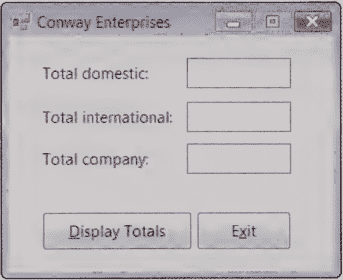 Conway Enterprises
Total domestic:
Total international:
Total company:
Display Totals
Exit